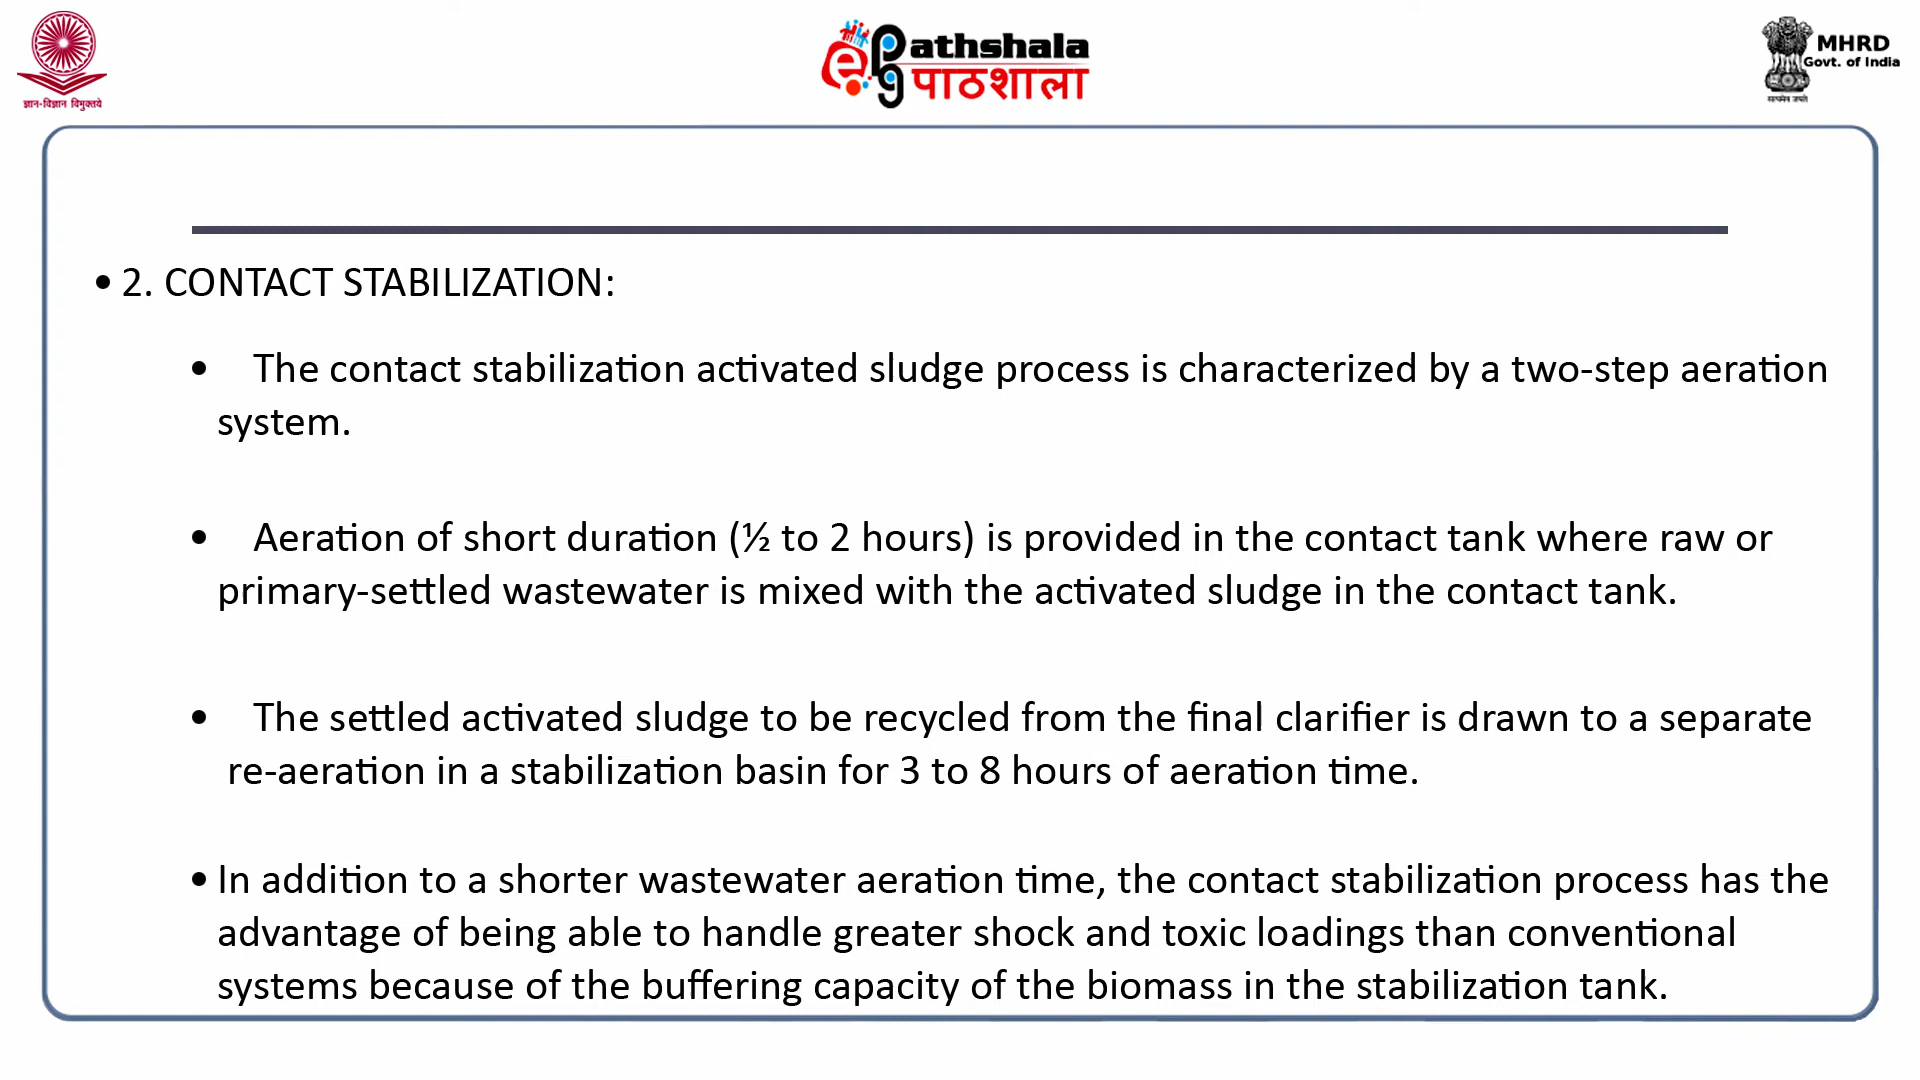 ज्ञान-विज्ञान विमुक्तये
ePathshala
पाठशाला
MHRD
Govt. of India
सत्यमेव जयते
• 2. CONTACT STABILIZATION:
• The contact stabilization activated sludge process is characterized by a two-step aeration
system.
• Aeration of short duration (½ to 2 hours) is provided in the contact tank where raw or
primary-settled wastewater is mixed with the activated sludge in the contact tank.
• The settled activated sludge to be recycled from the final clarifier is drawn to a separate
re-aeration in a stabilization basin for 3 to 8 hours of aeration time.
• In addition to a shorter wastewater aeration time, the contact stabilization process has the
advantage of being able to handle greater shock and toxic loadings than conventional
systems because of the buffering capacity of the biomass in the stabilization tank.